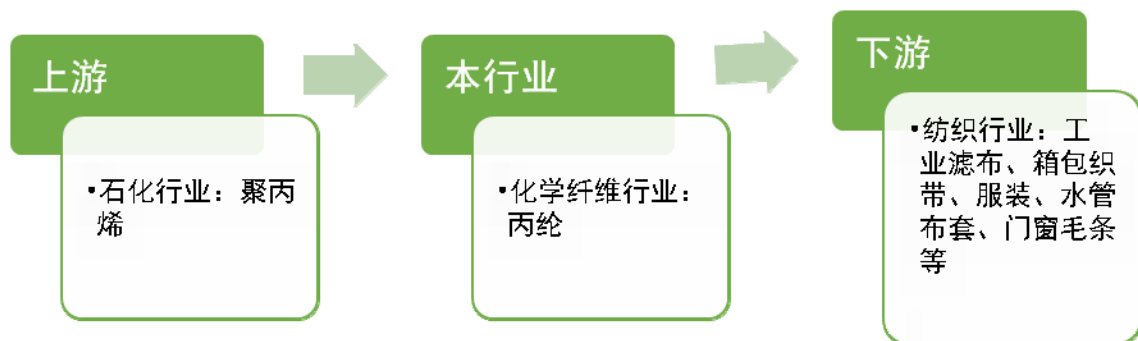 上游
•石化行业：聚丙
烯
本行业
•化学纤维行业：
丙纶
下游
•纺织行业：工
业滤布、箱包织
带、服装、水管
布套、门窗毛条
等